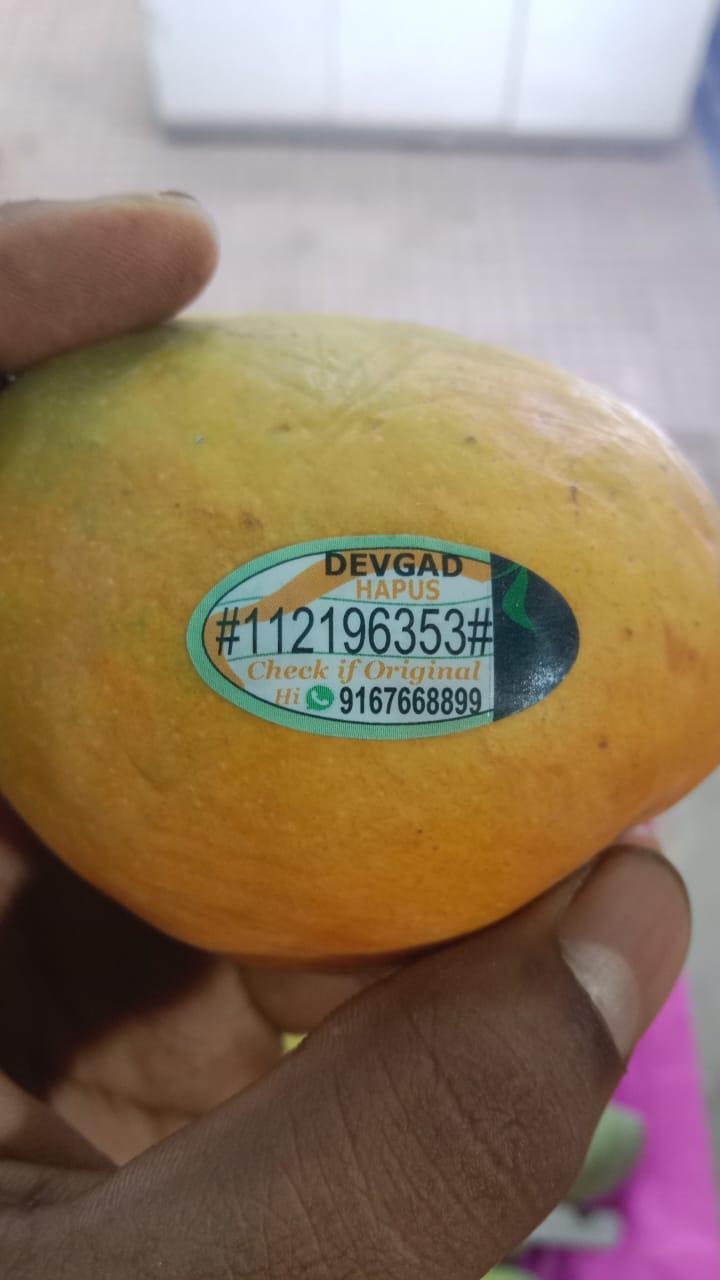 DEVGAD
HAPUS
#112196353#
Check if Original
Hi 9167668899